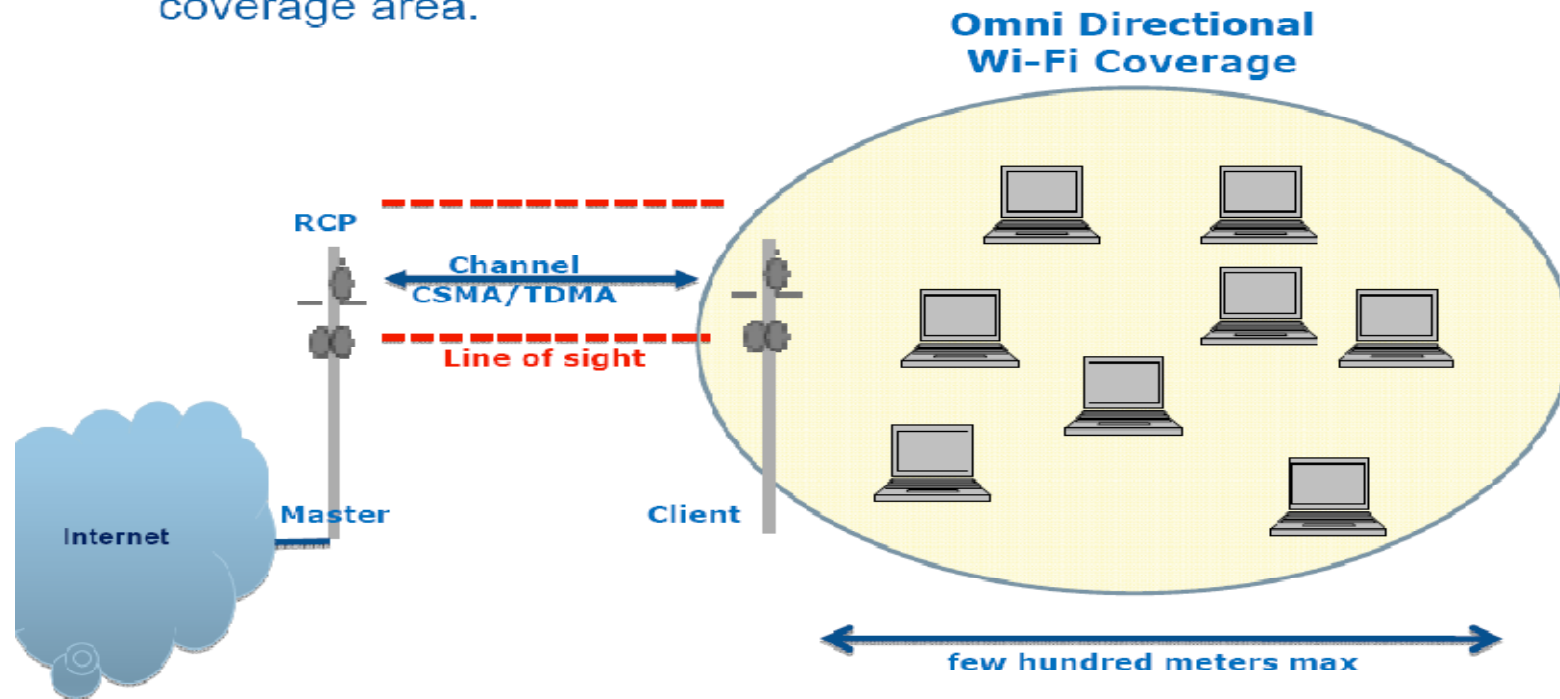 coverage area.
Omni Directional
Wi-Fi Coverage
RCP
Channel
CSMA/TDMA
Line of sight
Master
Client
Internet
few hundred meters max